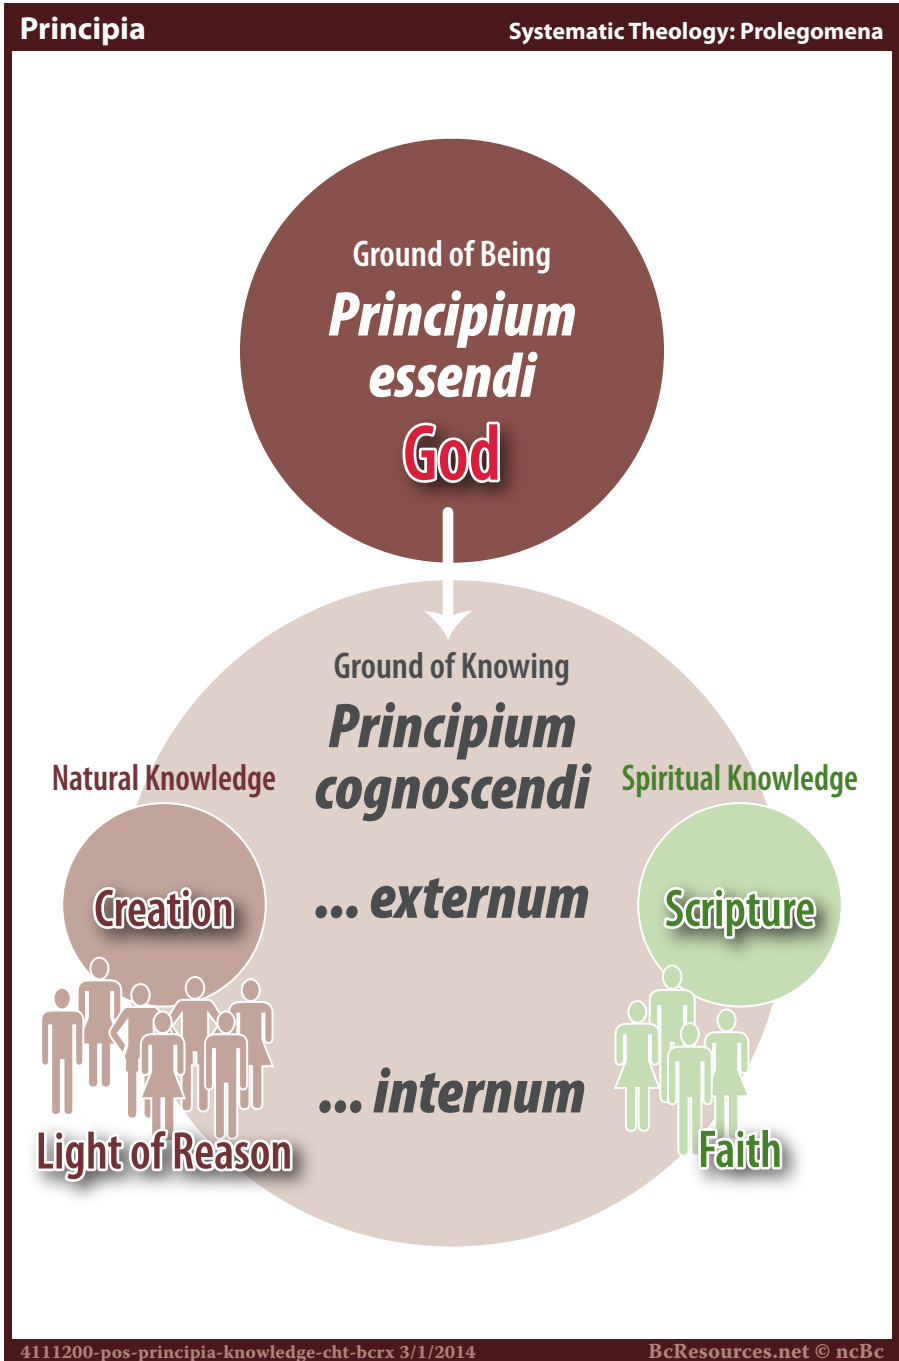 Principia
Systematic Theology: Prolegomena
Ground of Being
Principium
essendi
God
Ground of Knowing
Principium
cognoscendi
Natural Knowledge
Spiritual Knowledge
Creation
... externum
Scripture
... internum
Light of Reason
Faith
4111200-pos-principia-knowledge-cht-bcrx 3/1/2014
BcResources.net © ncBc